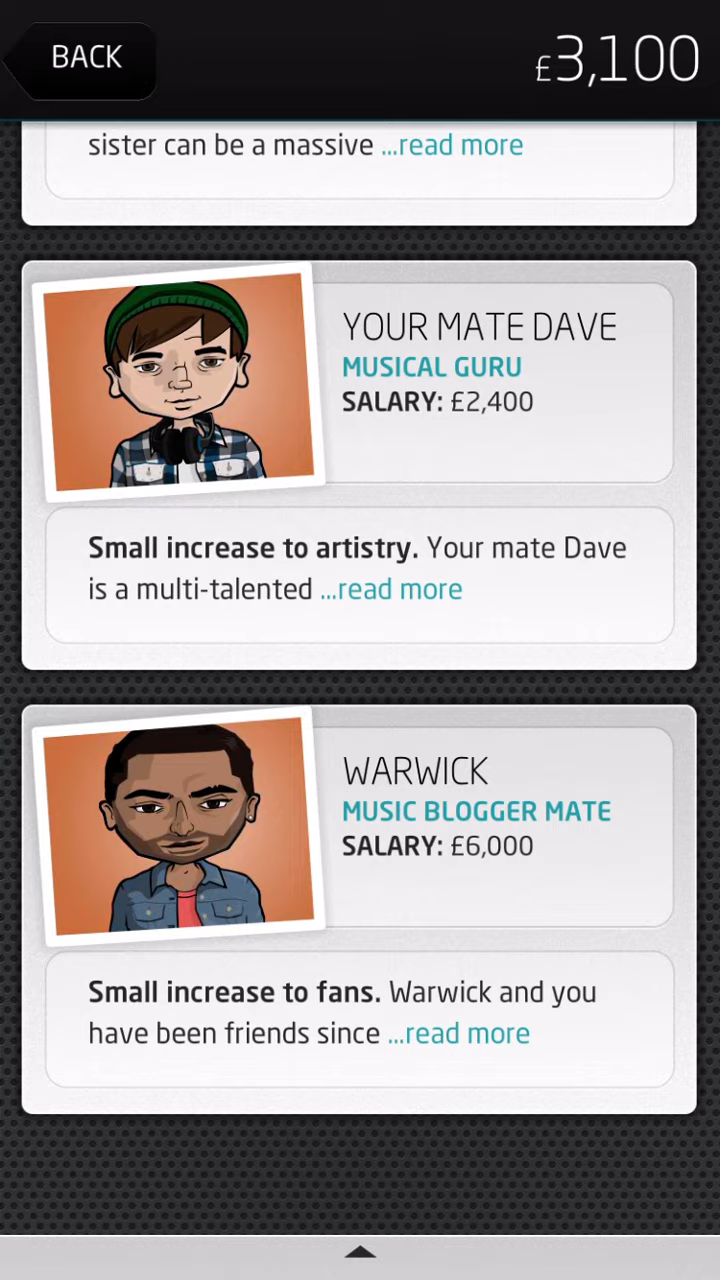 BACK
£3,100
sister can be a massive ...read more
YOUR MATE DAVE
MUSICAL GURU
SALARY: £2,400
Small increase to artistry. Your mate Dave
is a multi-talented ...read more
WARWICK
MUSIC BLOGGER MATE
SALARY: £6,000
Small increase to fans. Warwick and you
have been friends since ...read more